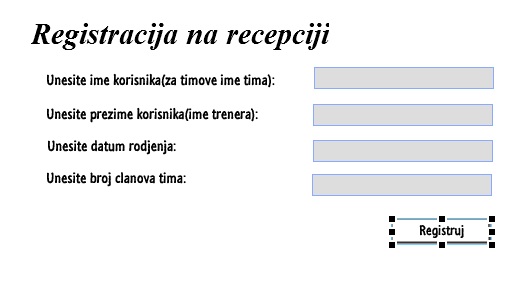 Registracija na recepciji
Unesite ime korisnika(za timove ime tima):
Unesite prezime korisnika(ime trenera):
Unesite datum rodjenja:
Unesite broj clanova tima:
Registruj